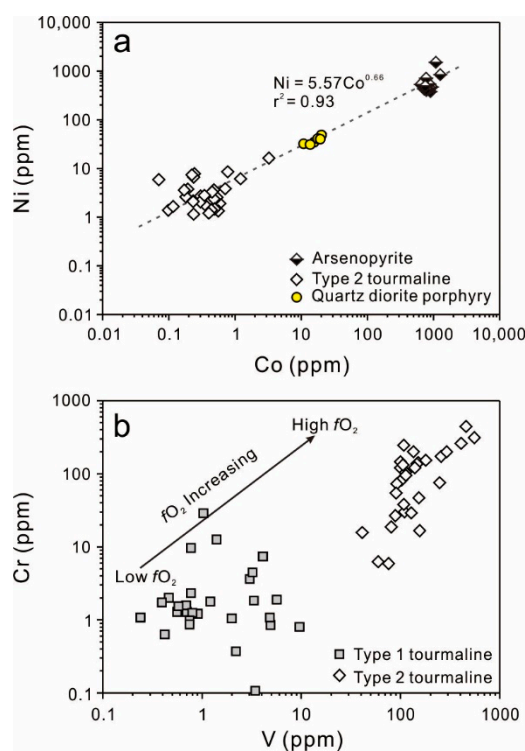 a
Ni = 5.57Co^0.66
r² = 0.93
10,000
1000
100
10
1
0.1
0.01
Ni (ppm)
Arsenopyrite
Type 2 tourmaline
Quartz diorite porphyry
0.01 0.1 1 10 100 1000 10,000
Co (ppm)
b
High fO₂
fO₂ Increasing
Low fO₂
1000
100
10
1
0.1
Cr (ppm)
Type 1 tourmaline
Type 2 tourmaline
0.1 1 10 100 1000
V (ppm)